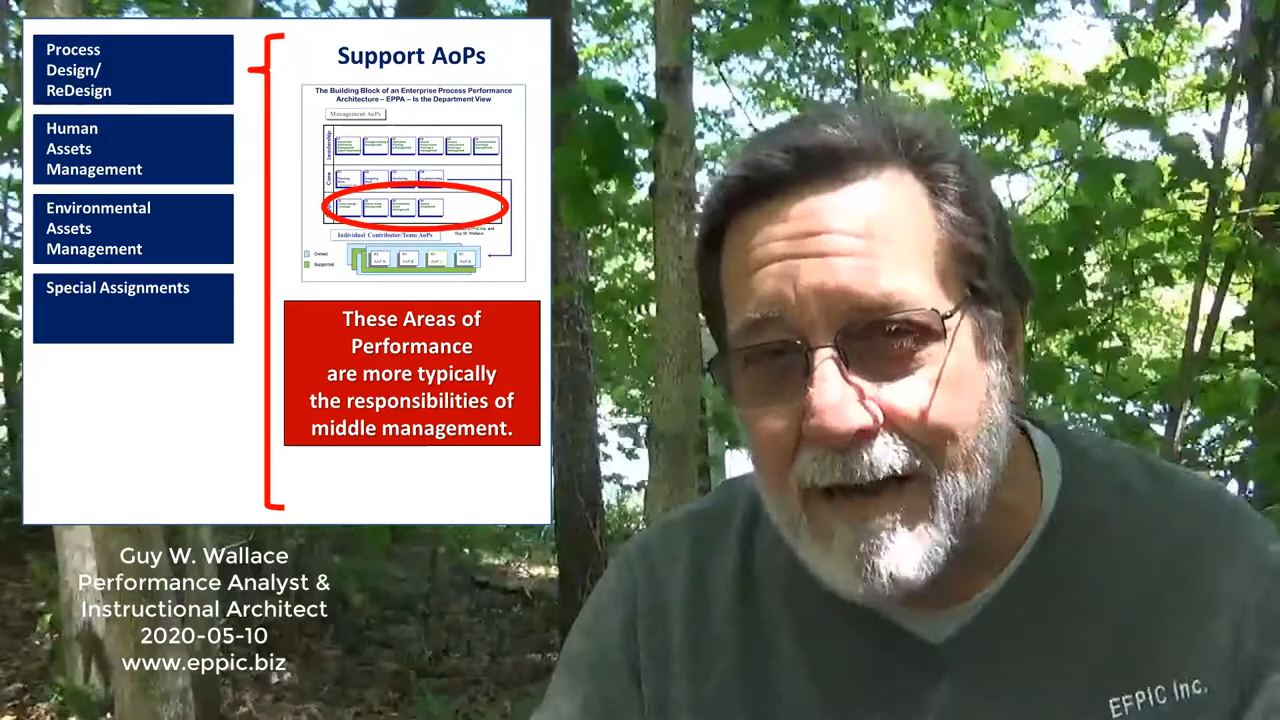 Process
Design/
ReDesign
Human
Assets
Management
Environmental
Assets
Management
Special Assignments
Support AoPs
The Building Block of an Enterprise Process Performance
Architecture – EPPA – Is the Department View
Management AoPs
Leadership
Core
Individual Contributor/Team AoPs
Guy W. Wallace
Owned
Supported
These Areas of
Performance
are more typically
the responsibilities of
middle management.
Guy W. Wallace
Performance Analyst &
Instructional Architect
2020-05-10
www.eppic.biz
EPPIC Inc.